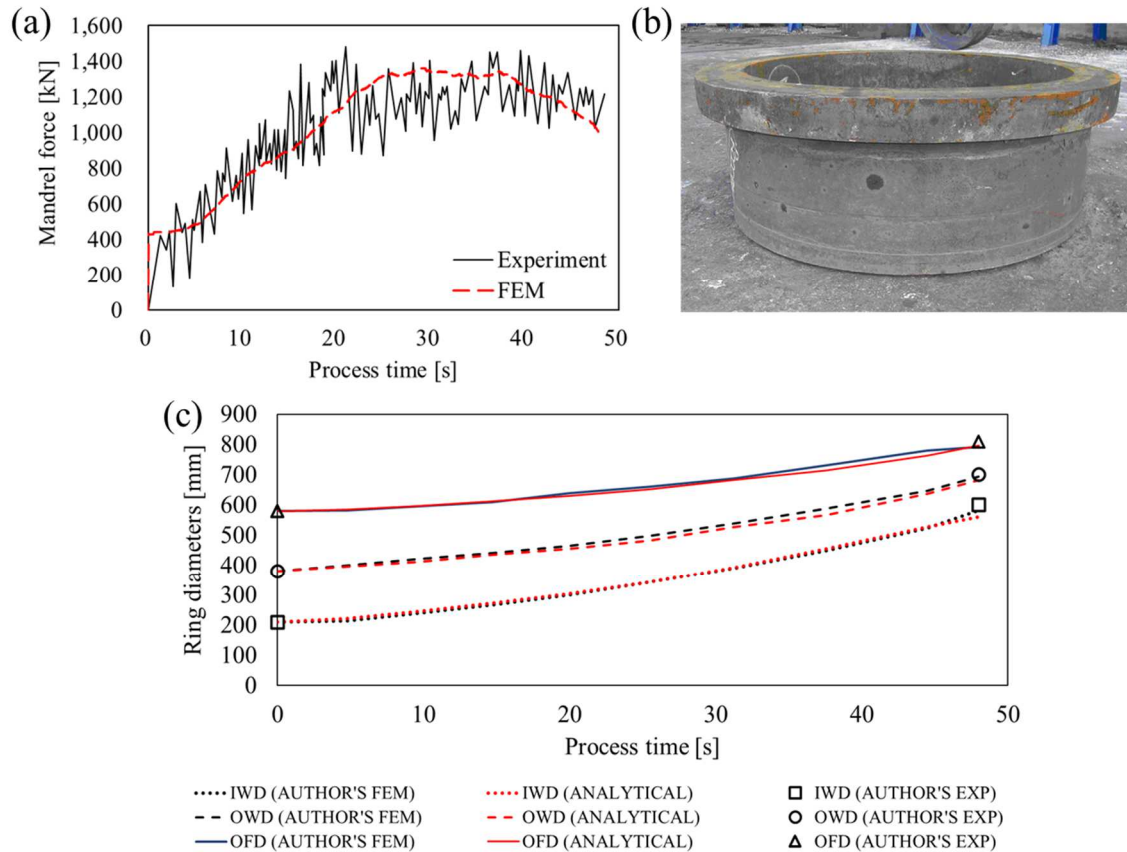 (a)
1,600
1,400
1,200
1,000
800
600
400
200
0
Mandrel force [kN]
Experiment
FEM
0 10 20 30 40 50
Process time [s]
(b)
(c)
900
800
700
600
500
400
300
200
100
0
Ring diameters [mm]
0 10 20 30 40 50
Process time [s]
IWD (AUTHOR'S FEM) IWD (ANALYTICAL) IWD (AUTHOR'S EXP)
OWD (AUTHOR'S FEM) OWD (ANALYTICAL) OWD (AUTHOR'S EXP)
OFD (AUTHOR'S FEM) OFD (ANALYTICAL) OFD (AUTHOR'S EXP)